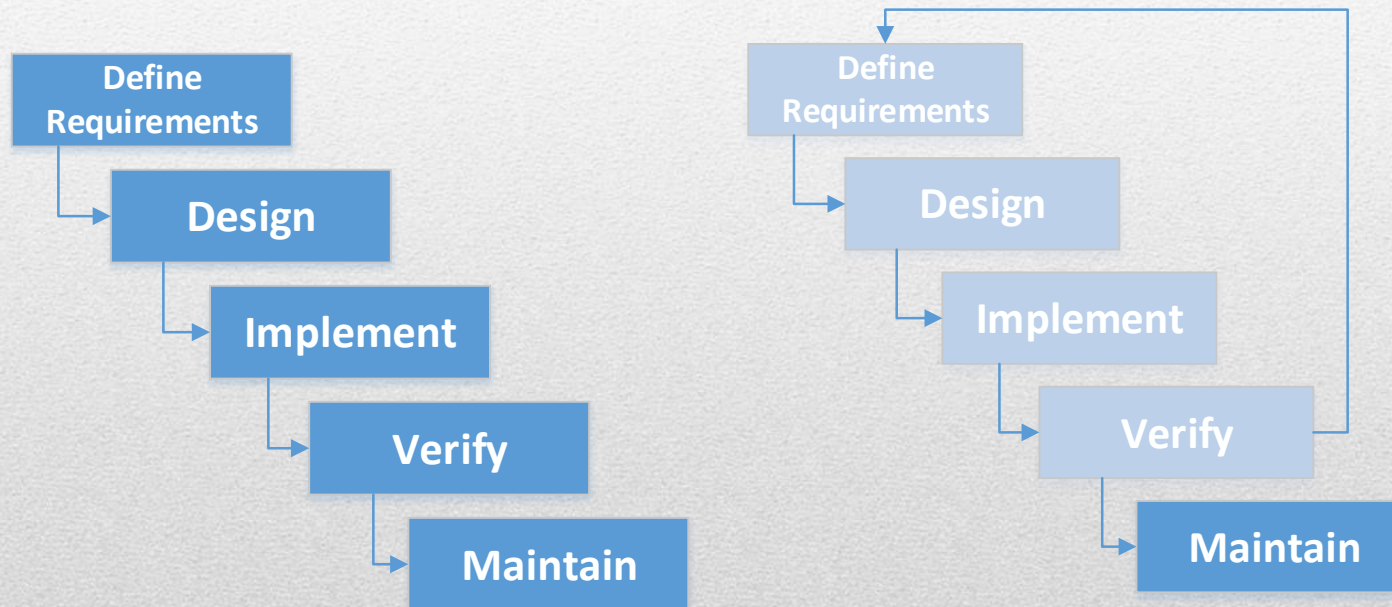 Define
Requirements
Design
Implement
Verify
Maintain
Define
Requirements
Design
Implement
Verify
Maintain